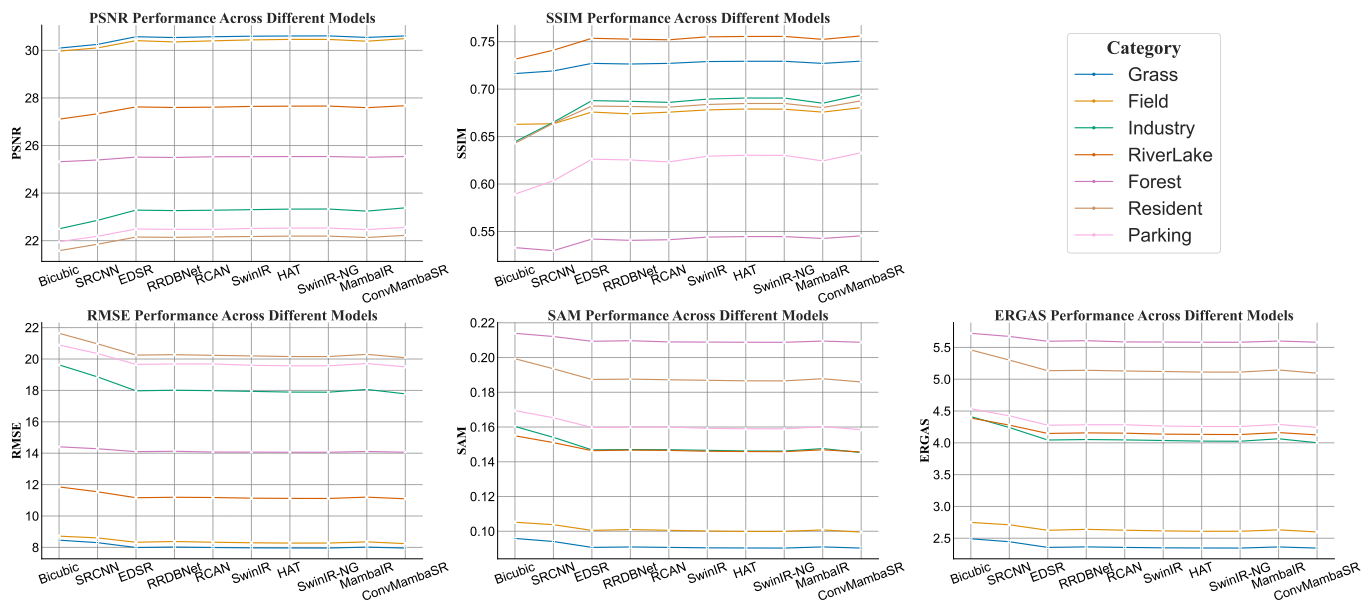 PSNR Performance Across Different Models
PSNR
30
28
26
24
22
Bicubic
SRCNN
EDSR
RRDBNet
RCAN
SwinIR
HAT
SwinIR-NG
MambaIR
ConvMambaSR
SSIM Performance Across Different Models
SSIM
0.75
0.70
0.65
0.60
0.55
Bicubic
SRCNN
EDSR
RRDBNet
RCAN
SwinIR
HAT
SwinIR-NG
MambaIR
ConvMambaSR
Category
Grass
Field
Industry
RiverLake
Forest
Resident
Parking
RMSE Performance Across Different Models
RMSE
22
20
18
16
14
12
10
8
Bicubic
SRCNN
EDSR
RRDBNet
RCAN
SwinIR
HAT
SwinIR-NG
MambaIR
ConvMambaSR
SAM Performance Across Different Models
SAM
0.22
0.20
0.18
0.16
0.14
0.12
0.10
Bicubic
SRCNN
EDSR
RRDBNet
RCAN
SwinIR
HAT
SwinIR-NG
MambaIR
ConvMambaSR
ERGAS Performance Across Different Models
ERGAS
5.5
5.0
4.5
4.0
3.5
3.0
2.5
Bicubic
SRCNN
EDSR
RRDBNet
RCAN
SwinIR
HAT
SwinIR-NG
MambaIR
ConvMambaSR